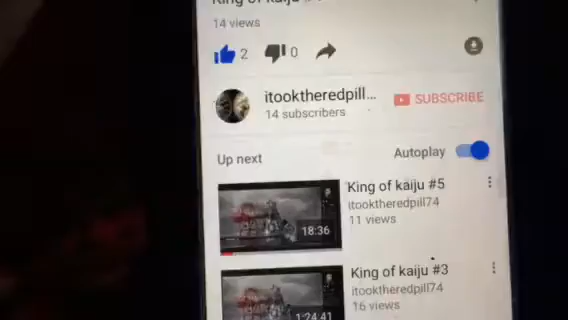 King of kaiju
14 views
2
0
itooktheredpill...
SUBSCRIBE
14 subscribers
Up next
Autoplay
King of kaiju #5
itooktheredpill74
11 views
18:36
King of kaiju #3
itooktheredpill74
16 views
1:24:41